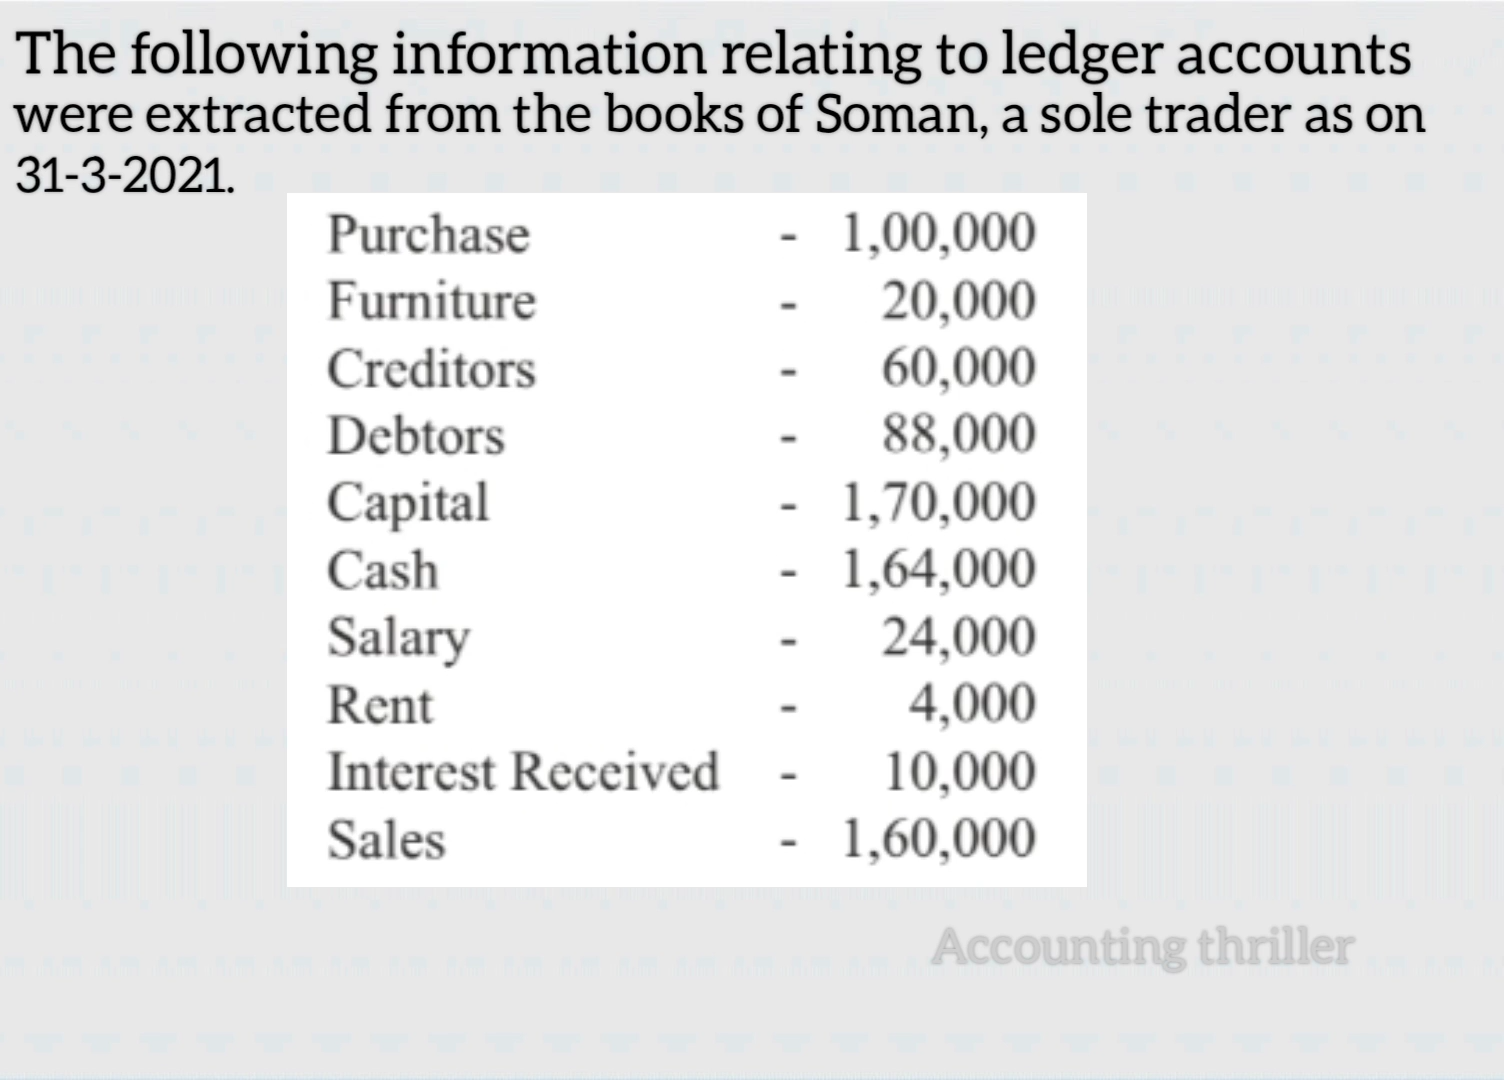 The following information relating to ledger accounts
were extracted from the books of Soman, a sole trader as on
31-3-2021.
Purchase - 1,00,000
Furniture - 20,000
Creditors - 60,000
Debtors - 88,000
Capital - 1,70,000
Cash - 1,64,000
Salary - 24,000
Rent - 4,000
Interest Received - 10,000
Sales - 1,60,000
Accounting thriller